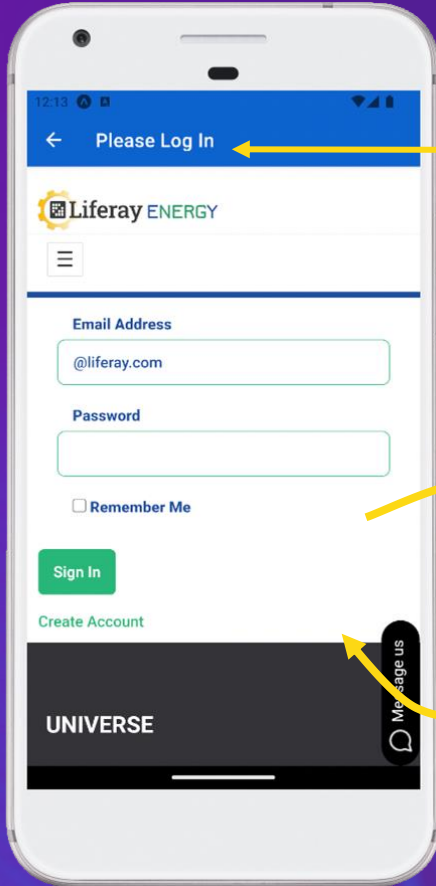 12:13
Please Log In
Liferay ENERGY
Email Address
@liferay.com
Password
Remember Me
Sign In
Create Account
Message us
UNIVERSE